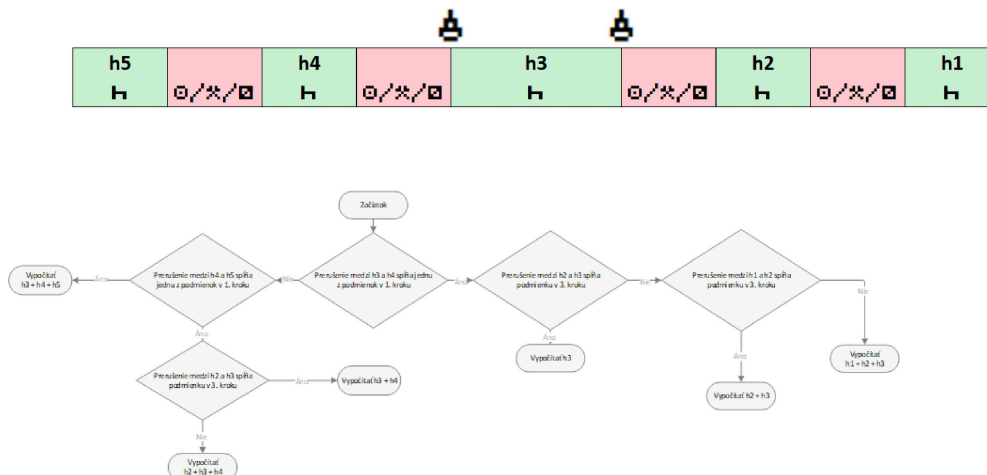 h5 h4 h3 h2 h1
Začiatok
Prerušenie medzi h4 a h5 spĺňa
jednu z podmienok v 1. kroku
Prerušenie medzi h3 a h4 spĺňa jednu
z podmienok v 1. kroku
Prerušenie medzi h2 a h3 spĺňa
podmienku v 3. kroku
Prerušenie medzi h1 a h2 spĺňa
podmienku v 3. kroku
Vypočítať
h3 + h4 + h5
Áno
Nie
Áno
Nie
Nie
Áno
Áno
Áno
Vypočítať h3
Vypočítať
h1 + h2 + h3
Prerušenie medzi h2 a h3 spĺňa
podmienku v 3. kroku
Áno
Vypočítať h3 + h4
Vypočítať h2 + h3
Nie
Vypočítať
h2 + h3 + h4